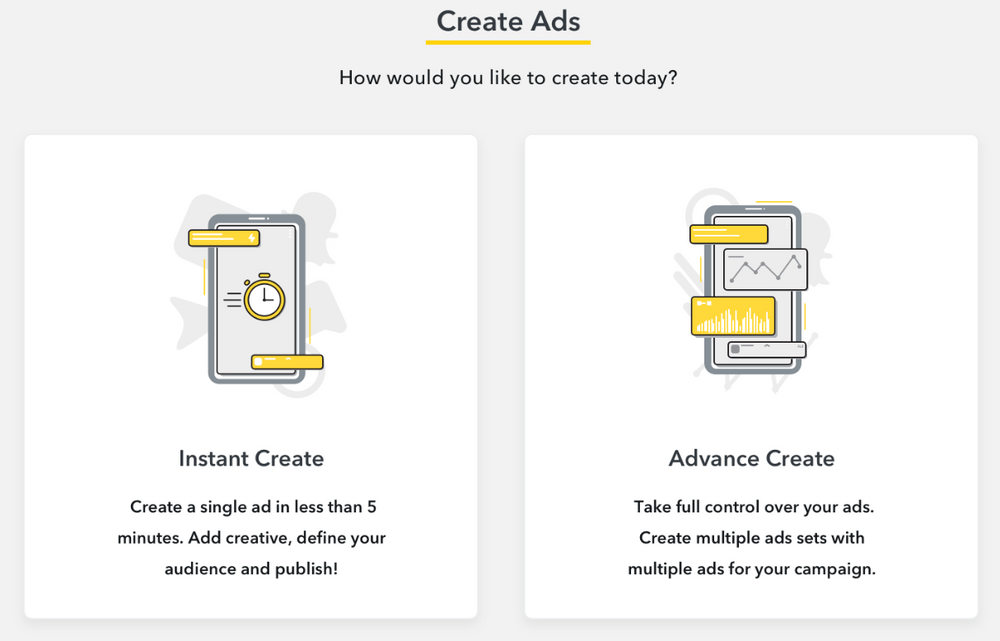 Create Ads
How would you like to create today?
Instant Create
Create a single ad in less than 5
minutes. Add creative, define your
audience and publish!
Advance Create
Take full control over your ads.
Create multiple ads sets with
multiple ads for your campaign.